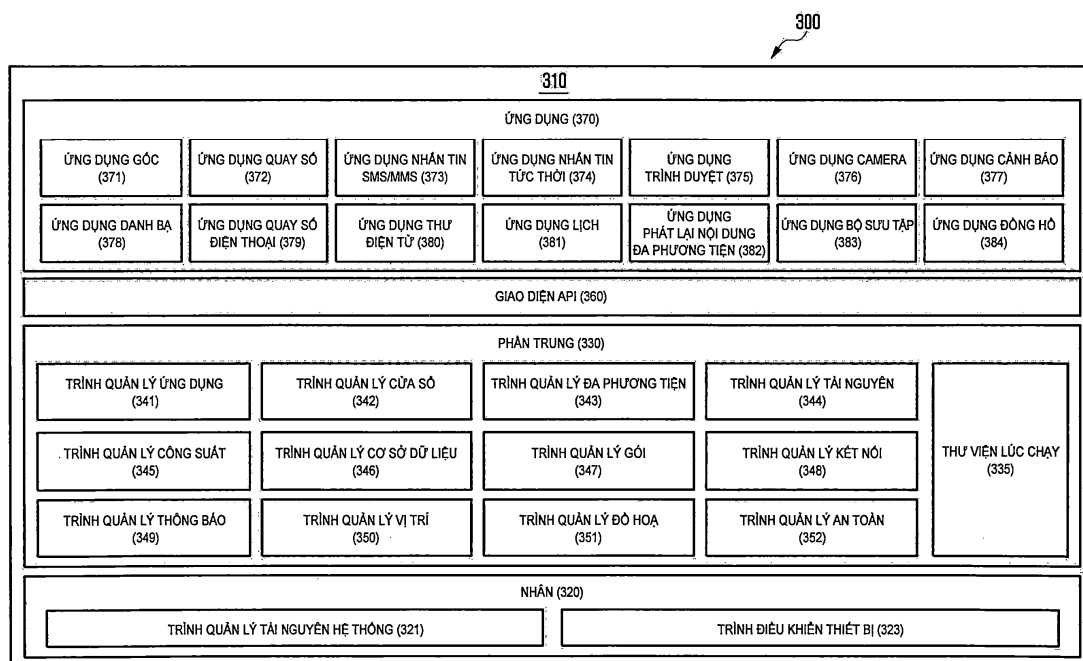 300
310
ỨNG DỤNG (370)
ỨNG DỤNG GỐC
(371)
ỨNG DỤNG QUAY SỐ
(372)
ỨNG DỤNG NHẮN TIN
SMS/MMS (373)
ỨNG DỤNG NHẮN TIN
TỨC THỜI (374)
ỨNG DỤNG
TRÌNH DUYỆT (375)
ỨNG DỤNG CAMERA
(376)
ỨNG DỤNG CẢNH BÁO
(377)
ỨNG DỤNG DANH BẠ
(378)
ỨNG DỤNG QUAY SỐ
ĐIỆN THOẠI (379)
ỨNG DỤNG THƯ
ĐIỆN TỬ (380)
ỨNG DỤNG LỊCH
(381)
ỨNG DỤNG
PHÁT LẠI NỘI DUNG
ĐA PHƯƠNG TIỆN (382)
ỨNG DỤNG BỘ SƯU TẬP
(383)
ỨNG DỤNG ĐỒNG HỒ
(384)
GIAO DIỆN API (360)
PHẦN TRUNG (330)
TRÌNH QUẢN LÝ ỨNG DỤNG
(341)
TRÌNH QUẢN LÝ CỬA SỔ
(342)
TRÌNH QUẢN LÝ ĐA PHƯƠNG TIỆN
(343)
TRÌNH QUẢN LÝ TÀI NGUYÊN
(344)
TRÌNH QUẢN LÝ CÔNG SUẤT
(345)
TRÌNH QUẢN LÝ CƠ SỞ DỮ LIỆU
(346)
TRÌNH QUẢN LÝ GÓI
(347)
TRÌNH QUẢN LÝ KẾT NỐI
(348)
THƯ VIỆN LÚC CHẠY
(335)
TRÌNH QUẢN LÝ THÔNG BÁO
(349)
TRÌNH QUẢN LÝ VỊ TRÍ
(350)
TRÌNH QUẢN LÝ ĐỒ HOẠ
(351)
TRÌNH QUẢN LÝ AN TOÀN
(352)
NHÂN (320)
TRÌNH QUẢN LÝ TÀI NGUYÊN HỆ THỐNG (321)
TRÌNH ĐIỀU KHIỂN THIẾT BỊ (323)